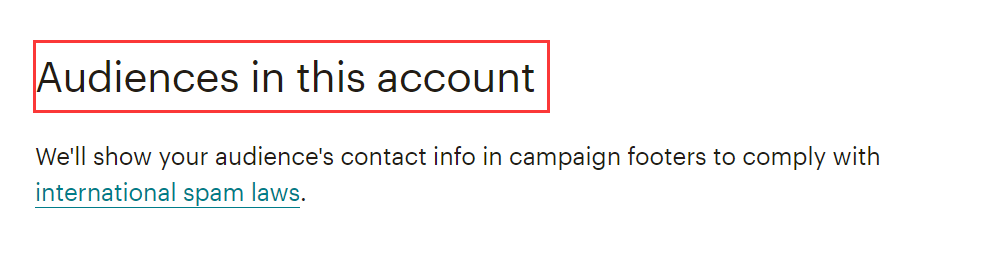 Audiences in this account
We'll show your audience's contact info in campaign footers to comply with
international spam laws.